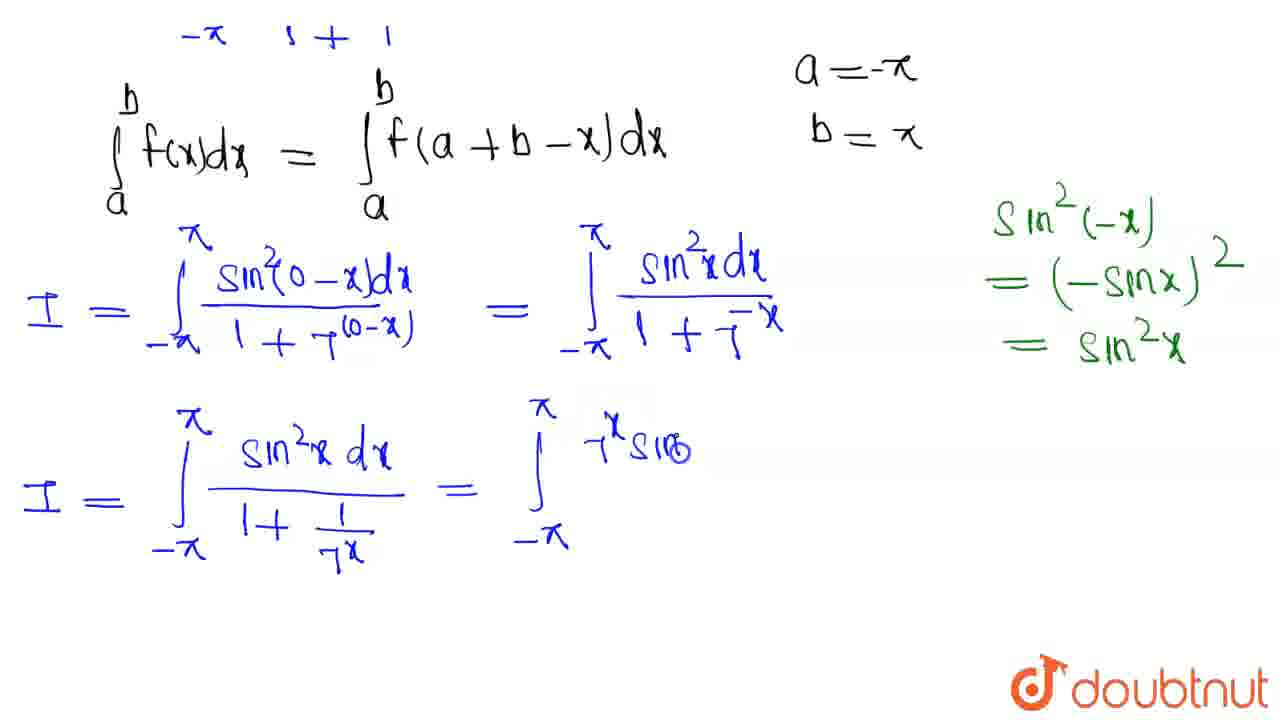 -π 1 + 1
∫_a^b f(x)dx = ∫_a^b f(a + b - x)dx
a = -π
b = π
I = ∫_{-π}^{π} sin²(0 - x)dx / 1 + 7^{(0-x)} = ∫_{-π}^{π} sin²x dx / 1 + 7^{-x}
sin²(-x)
= (-sinx)²
= sin²x
I = ∫_{-π}^{π} sin²x dx / 1 + 1/7^x = ∫_{-π}^{π} 7^x sin
doubtnut